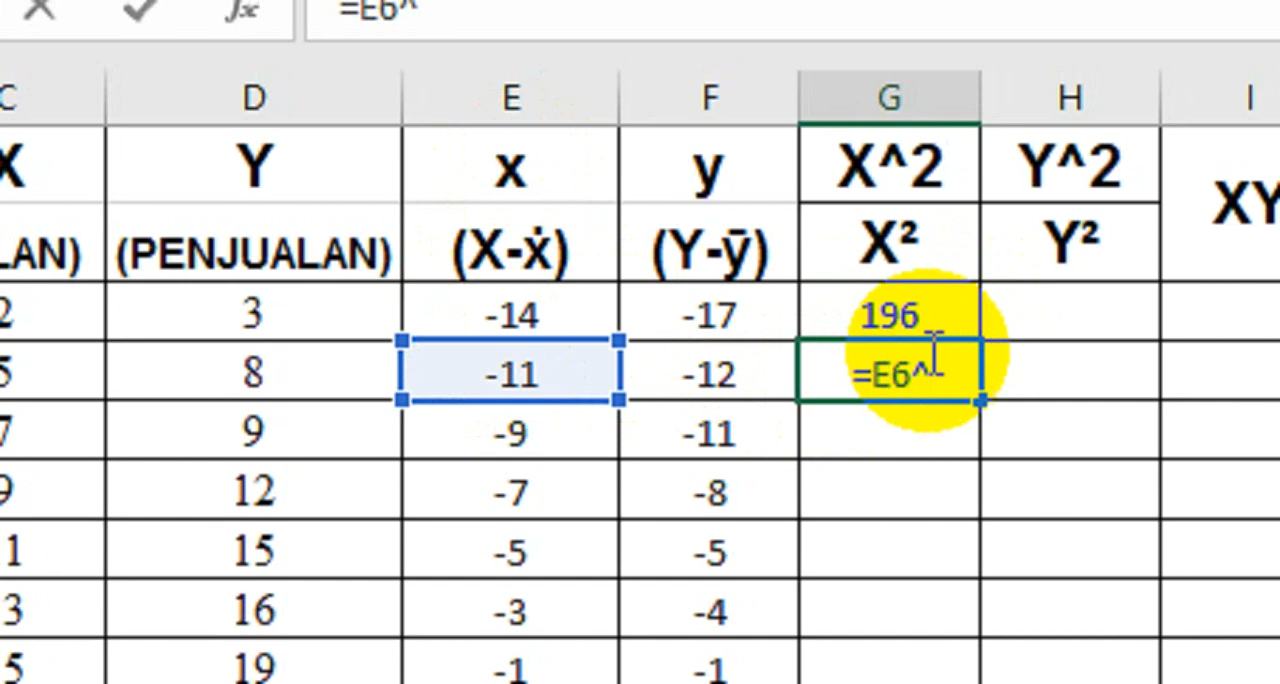 =E6^
C D E F G H I
X Y x y X^2 Y^2 XY
LAN) (PENJUALAN) (X-ẋ) (Y-ȳ) X² Y²
2 3 -14 -17 196
5 8 -11 -12 =E6^
7 9 -9 -11
9 12 -7 -8
1 15 -5 -5
3 16 -3 -4
5 19 -1 -1